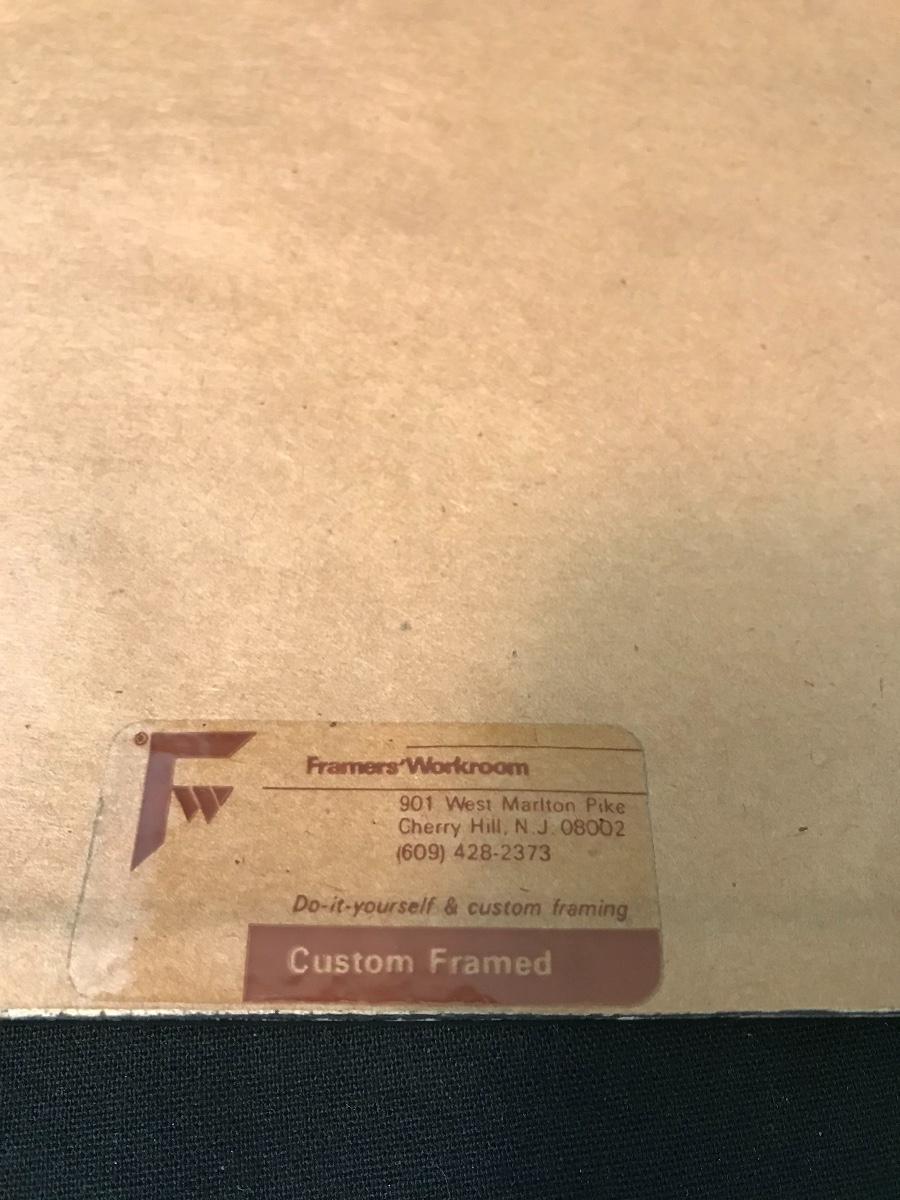 ® FW
Framers' Workroom
901 West Marlton Pike
Cherry Hill, N.J. 08002
(609) 428-2373
Do-it-yourself & custom framing
Custom Framed